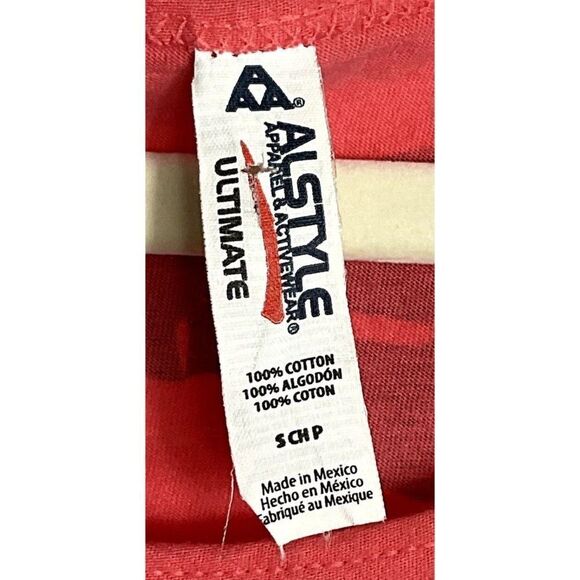 AAA®
ALSTYLE
APPAREL & ACTIVEWEAR®
ULTIMATE
100% COTTON
100% ALGODÓN
100% COTON
S CH P
Made in Mexico
Hecho en México
Fabriqué au Mexique